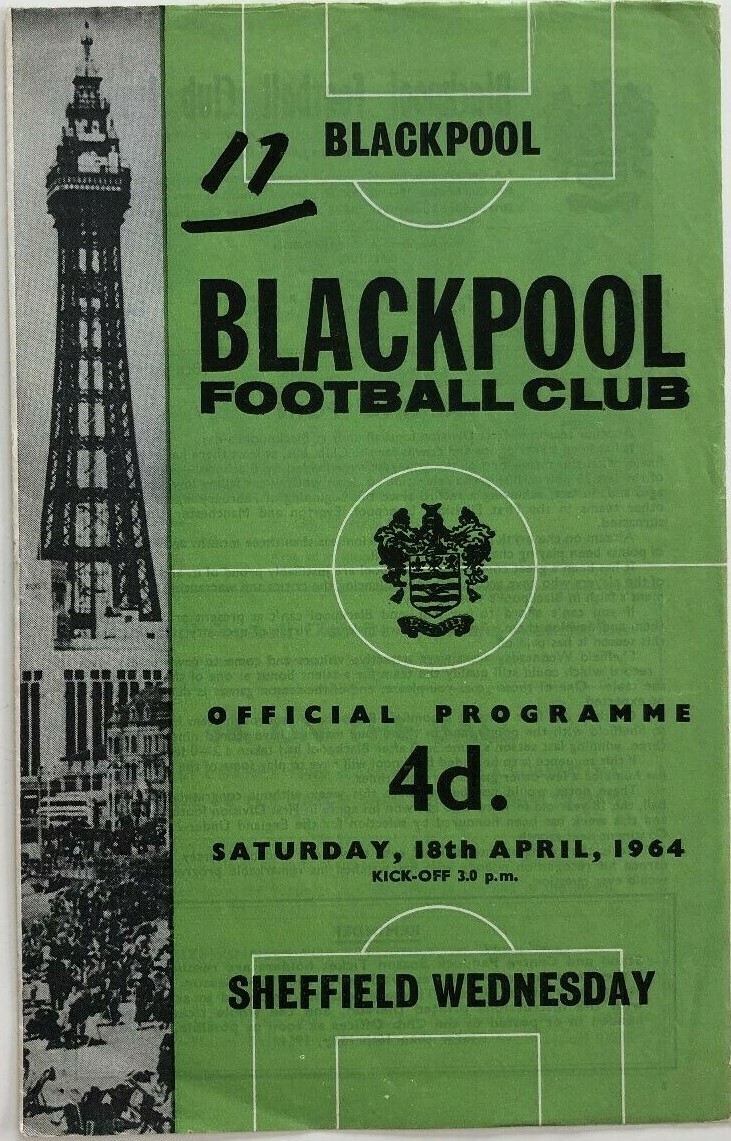 BLACKPOOL
11
BLACKPOOL
FOOTBALL CLUB
OFFICIAL PROGRAMME
4d.
SATURDAY, 18th APRIL, 1964
KICK-OFF 3.0 p.m.
SHEFFIELD WEDNESDAY